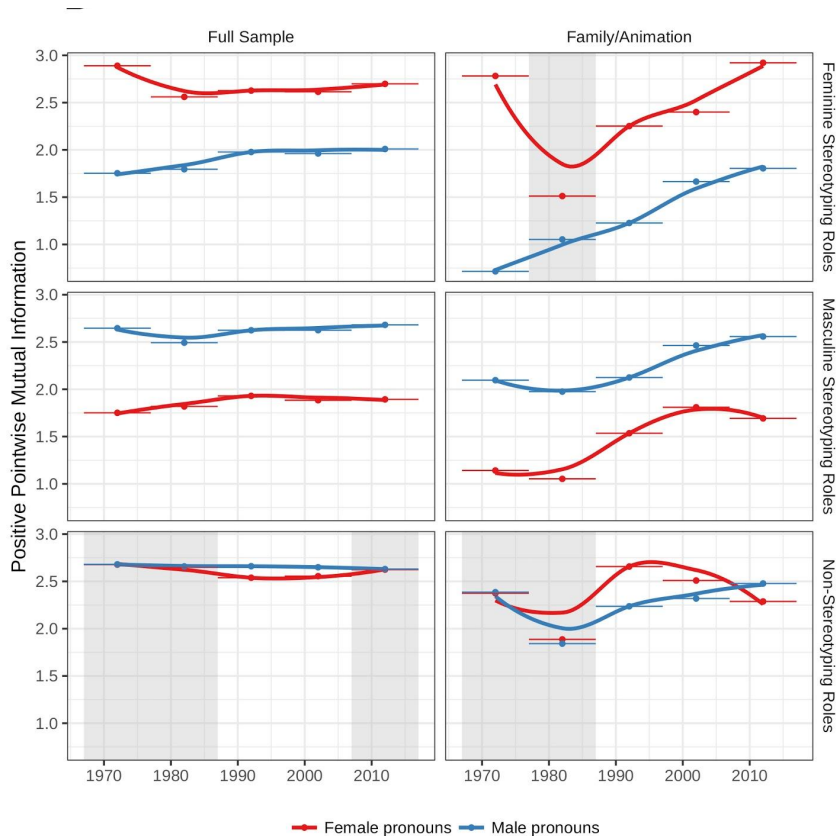 Full Sample
Family/Animation
Positive Pointwise Mutual Information
3.0
2.5
2.0
1.5
1.0
Feminine Stereotyping Roles
3.0
2.5
2.0
1.5
1.0
Masculine Stereotyping Roles
3.0
2.5
2.0
1.5
1.0
Non-Stereotyping Roles
1970 1980 1990 2000 2010
1970 1980 1990 2000 2010
Female pronouns Male pronouns